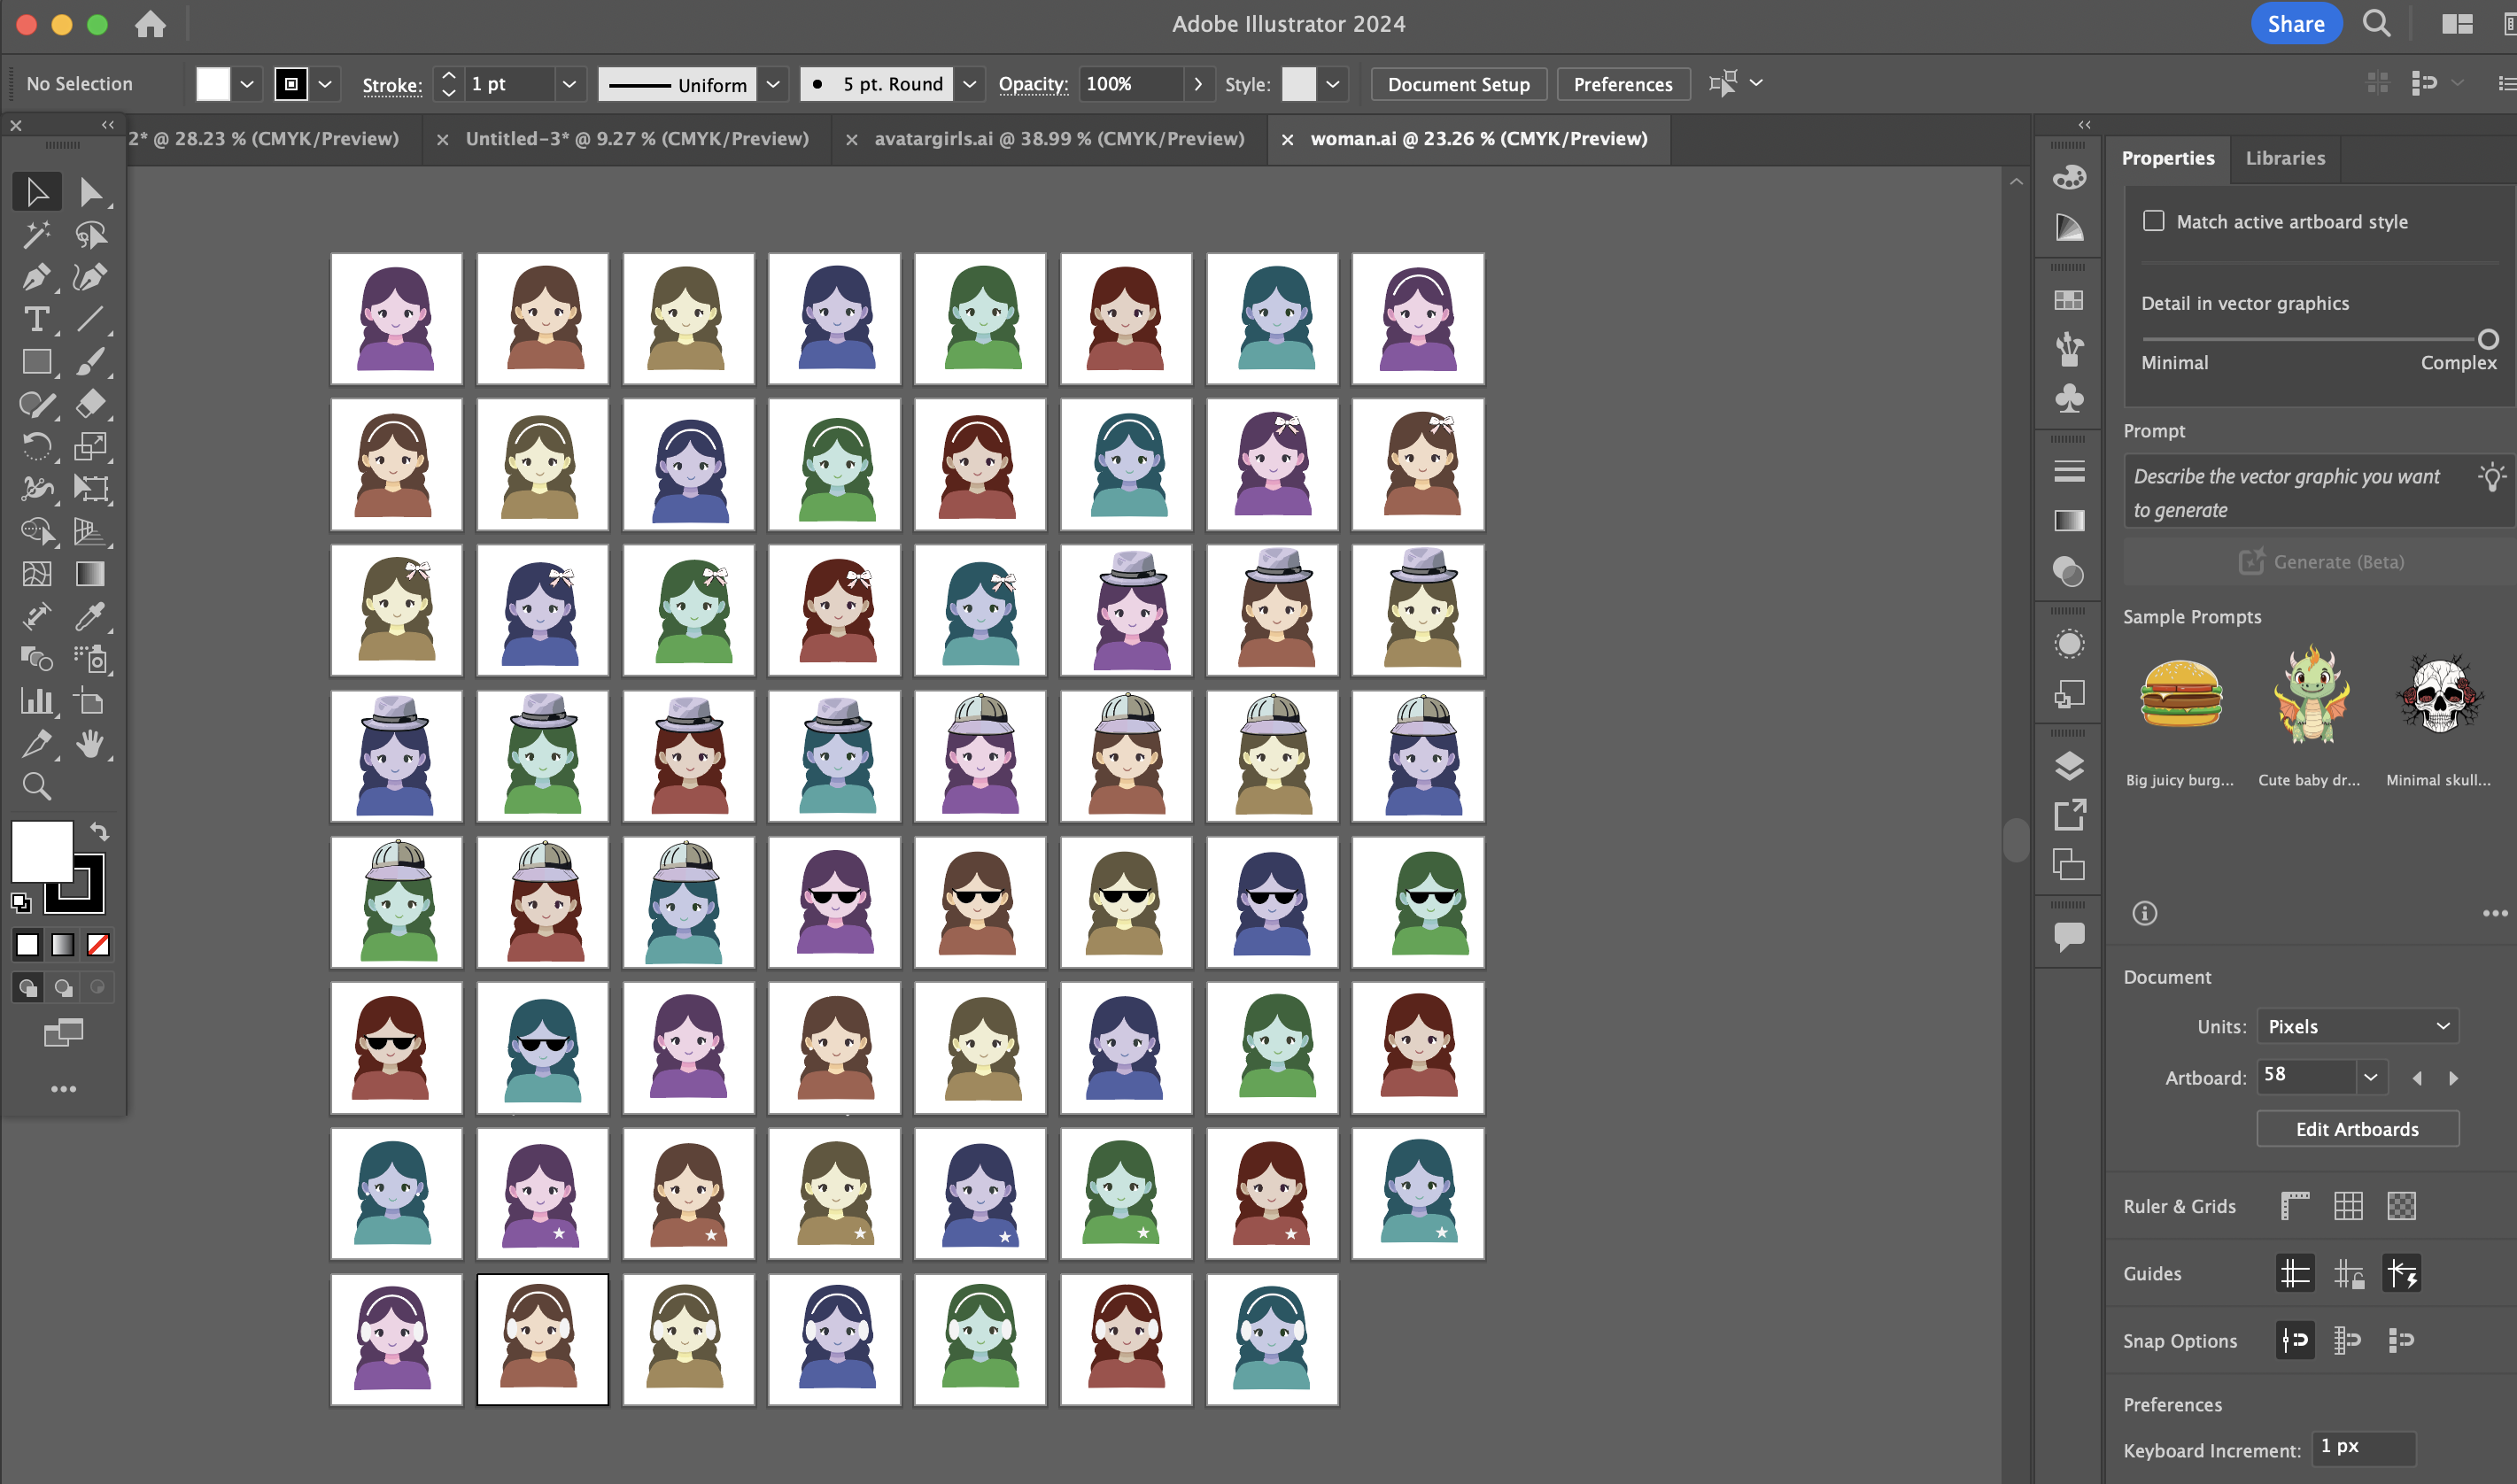 Adobe Illustrator 2024
Share
No Selection
Stroke:
1 pt
Uniform
5 pt. Round
Opacity:
100%
Style:
Document Setup
Preferences
2* @ 28.23 % (CMYK/Preview)
Untitled-3* @ 9.27 % (CMYK/Preview)
avatargirls.ai @ 38.99 % (CMYK/Preview)
woman.ai @ 23.26 % (CMYK/Preview)
Properties
Libraries
Match active artboard style
Detail in vector graphics
Minimal
Complex
Prompt
Describe the vector graphic you want
to generate
Generate (Beta)
Sample Prompts
Big juicy burg...
Cute baby dr...
Minimal skull...
Document
Units:
Pixels
Artboard:
58
Edit Artboards
Ruler & Grids
Guides
Snap Options
Preferences
Keyboard Increment:
1 px